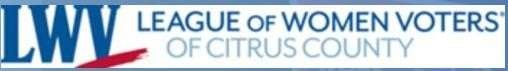 LWV LEAGUE OF WOMEN VOTERS®
OF CITRUS COUNTY